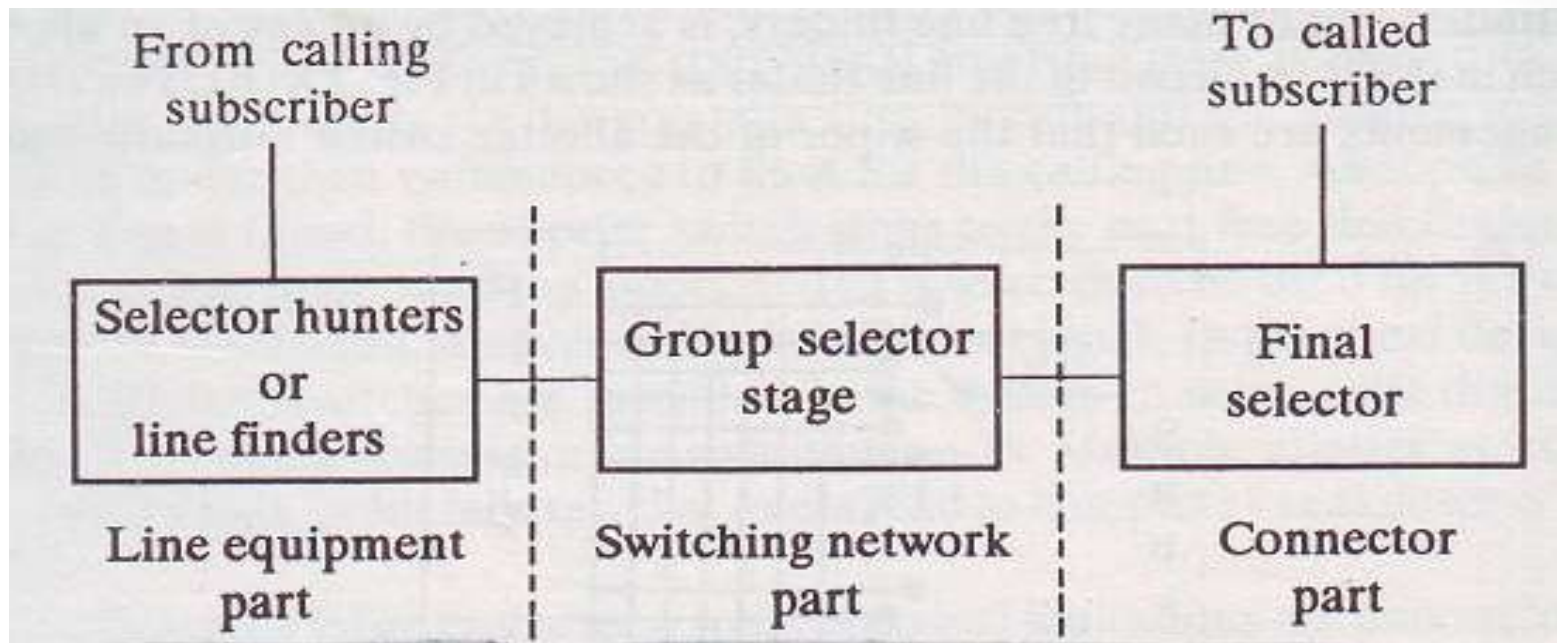 From calling
subscriber
To called
subscriber
Selector hunters
or
line finders
Group selector
stage
Final
selector
Line equipment
part
Switching network
part
Connector
part